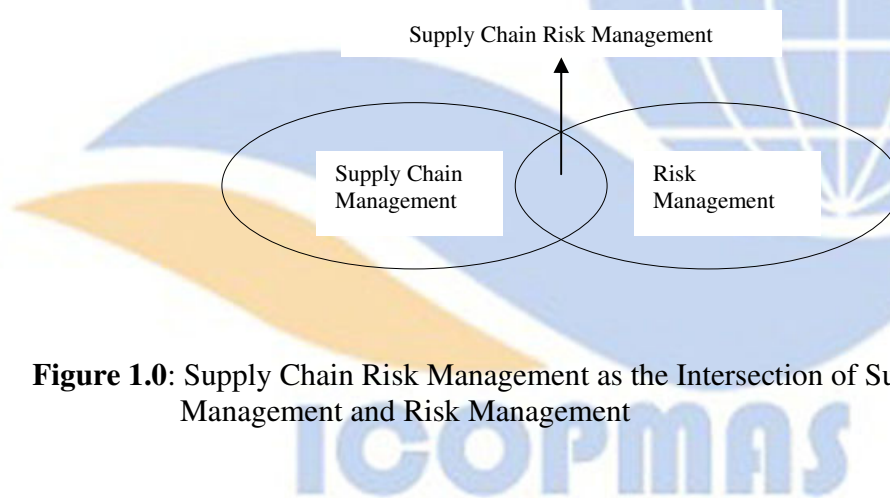 Supply Chain Risk Management
Supply Chain
Management
Risk
Management
Figure 1.0: Supply Chain Risk Management as the Intersection of Su
Management and Risk Management
ICOPMAS